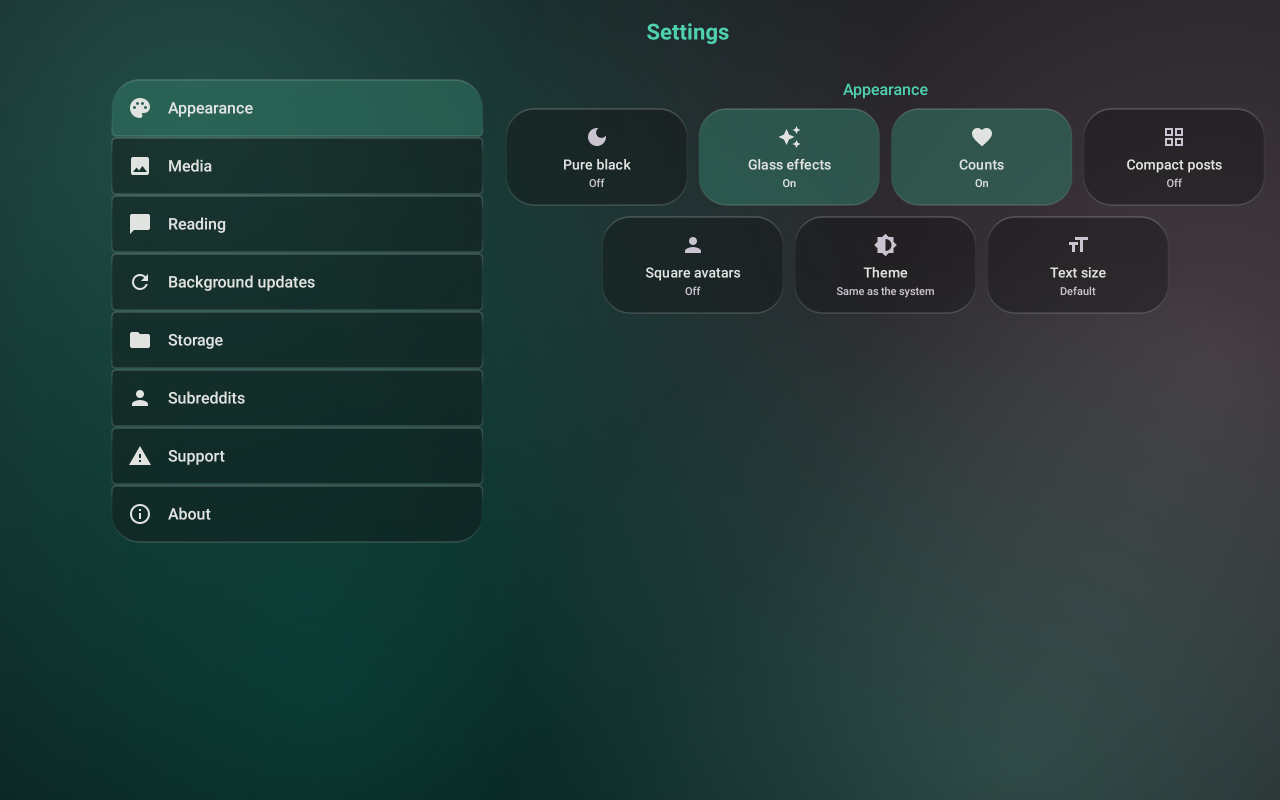 Settings
Appearance
Media
Reading
Background updates
Storage
Subreddits
Support
About
Appearance
Pure black
Off
Glass effects
On
Counts
On
Compact posts
Off
Square avatars
Off
Theme
Same as the system
Text size
Default